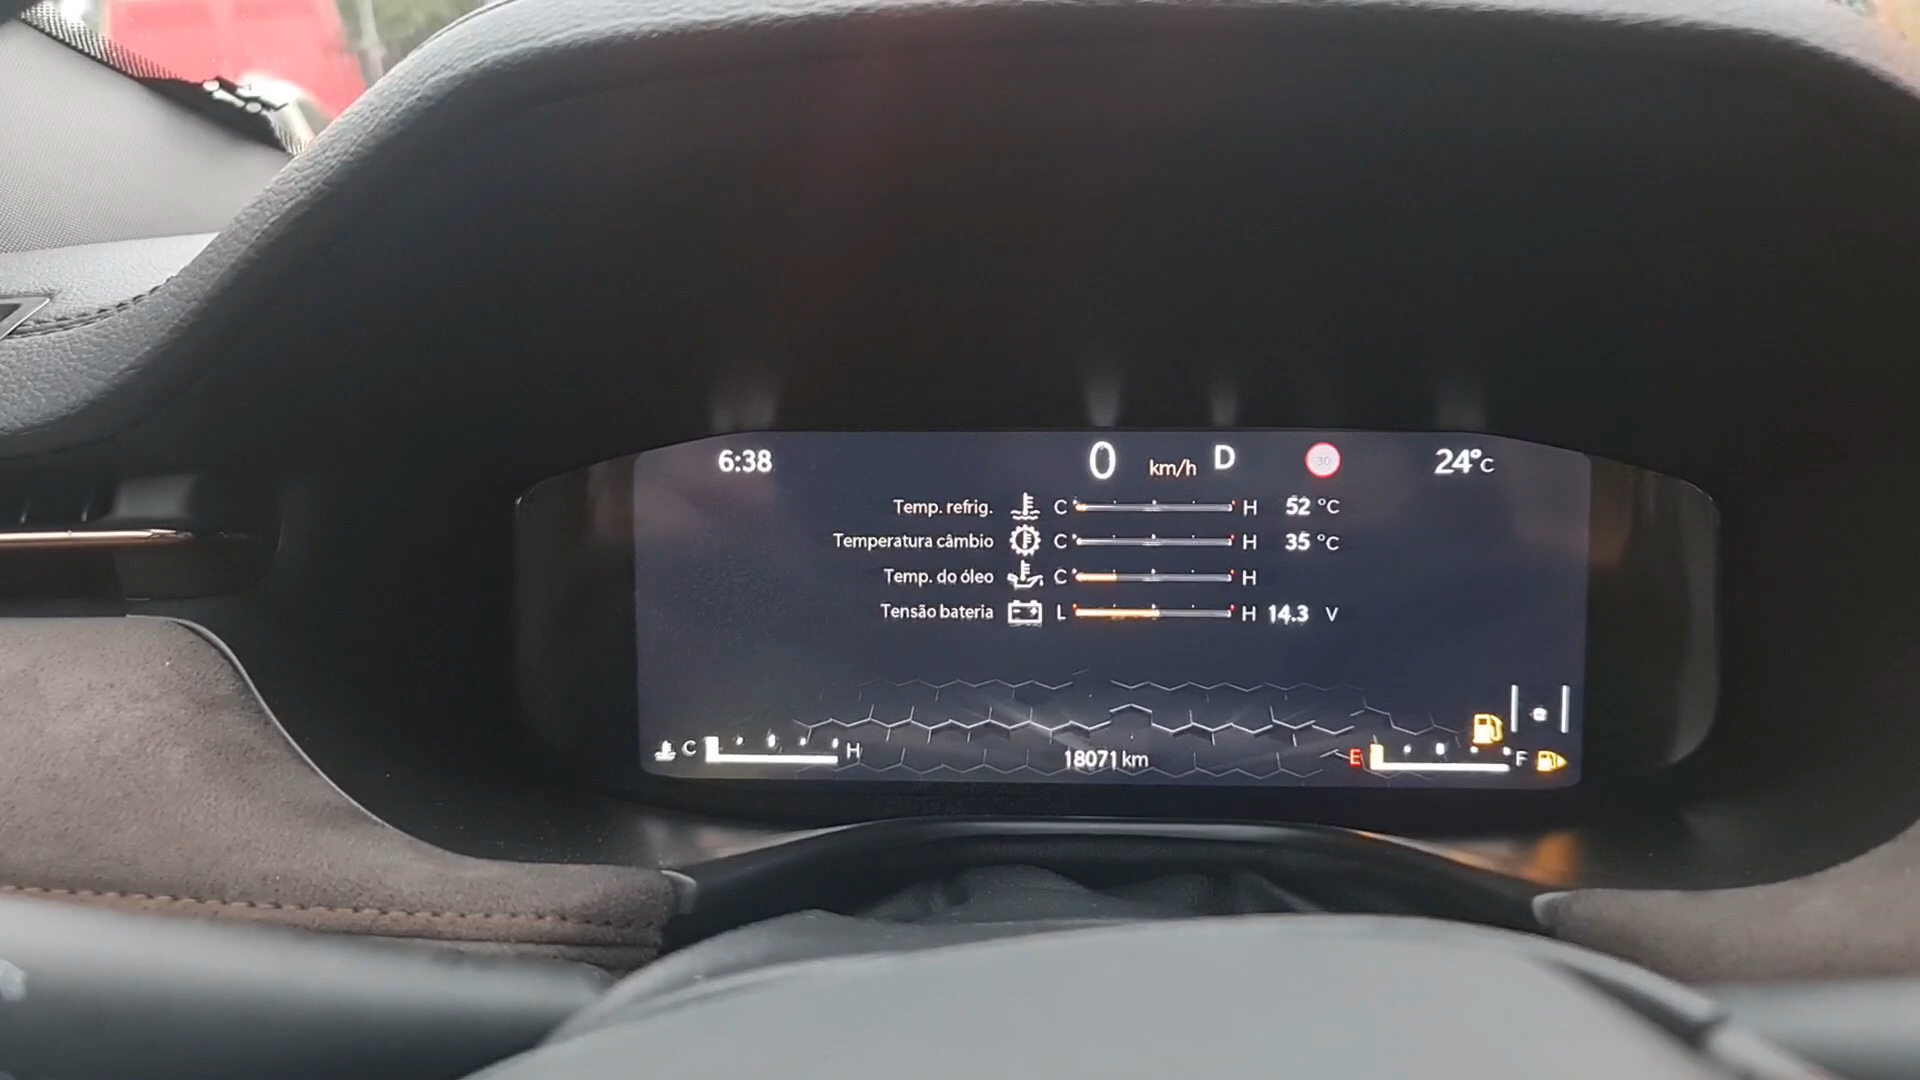 6:38 0 km/h D 30 24°C
Temp. refrig. C H 52 °C
Temperatura câmbio C H 35 °C
Temp. do óleo C H
Tensão bateria L H 14.3 V
C H 18071 km E F